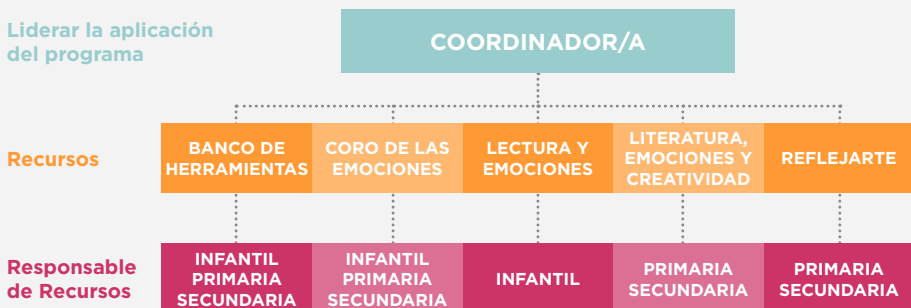 Liderar la aplicación
del programa
COORDINADOR/A
Recursos
BANCO DE
HERRAMIENTAS
CORO DE LAS
EMOCIONES
LECTURA Y
EMOCIONES
LITERATURA,
EMOCIONES Y
CREATIVIDAD
REFLEJARTE
Responsable
de Recursos
INFANTIL
PRIMARIA
SECUNDARIA
INFANTIL
PRIMARIA
SECUNDARIA
INFANTIL
PRIMARIA
SECUNDARIA
PRIMARIA
SECUNDARIA